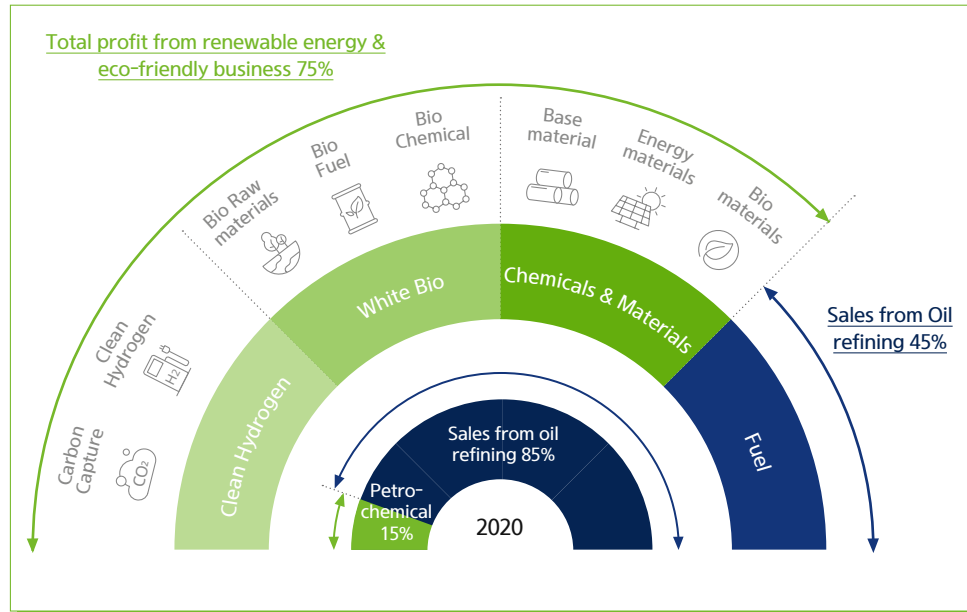 Total profit from renewable energy &
eco-friendly business 75%
Carbon
Capture
CO₂
Clean
Hydrogen
H₂
Bio Raw
materials
Bio
Fuel
Bio
Chemical
Base
material
Energy
materials
Bio
materials
Clean Hydrogen
White Bio
Chemicals & Materials
Fuel
Sales from Oil
refining 45%
Sales from oil
refining 85%
Petro-
chemical
15%
2020